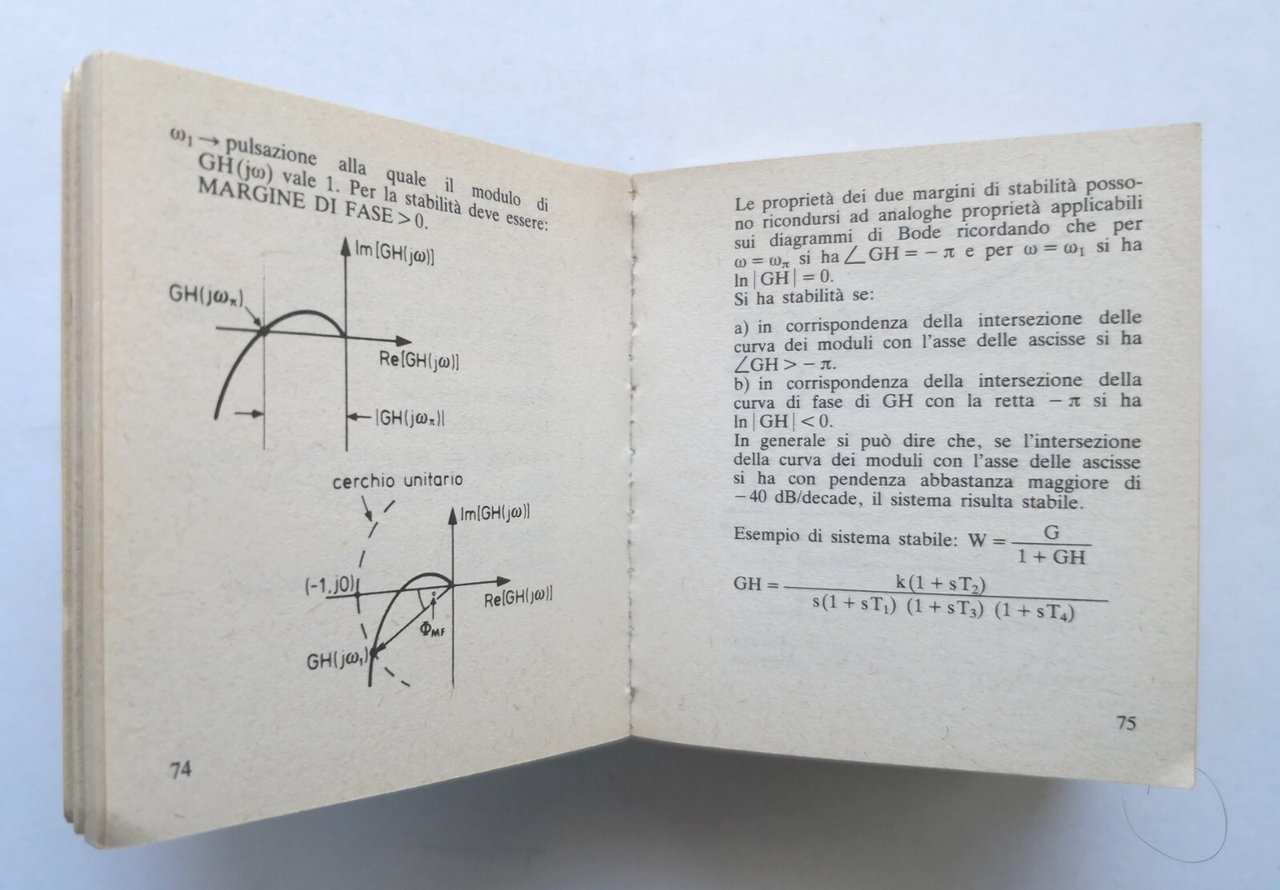 ω₁ → pulsazione alla quale il modulo di
GH(jω) vale 1. Per la stabilità deve essere:
MARGINE DI FASE > 0.
Im[GH(jω)]
GH(jωπ)
Re[GH(jω)]
|GH(jωπ)|
cerchio unitario
Im[GH(jω)]
(-1,j0)
Re[GH(jω)]
ΦMF
GH(jω₁)
74
Le proprietà dei due margini di stabilità posso-
no ricondursi ad analoghe proprietà applicabili
sui diagrammi di Bode ricordando che per
ω = ωπ si ha ∠ GH = − π e per ω = ω₁ si ha
ln | GH | = 0.
Si ha stabilità se:
a) in corrispondenza della intersezione delle
curva dei moduli con l'asse delle ascisse si ha
∠GH > − π.
b) in corrispondenza della intersezione della
curva di fase di GH con la retta − π si ha
ln | GH | < 0.
In generale si può dire che, se l'intersezione
della curva dei moduli con l'asse delle ascisse
si ha con pendenza abbastanza maggiore di
−40 dB/decade, il sistema risulta stabile.
Esempio di sistema stabile: W = G / 1 + GH
GH = k(1 + sT₂) / s(1 + sT₁) (1 + sT₃) (1 + sT₄)
75